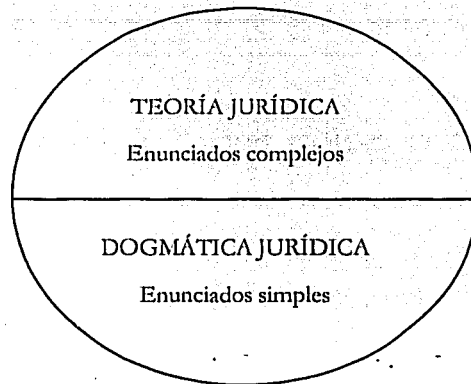 TEORÍA JURÍDICA
Enunciados complejos
DOGMÁTICA JURÍDICA
Enunciados simples